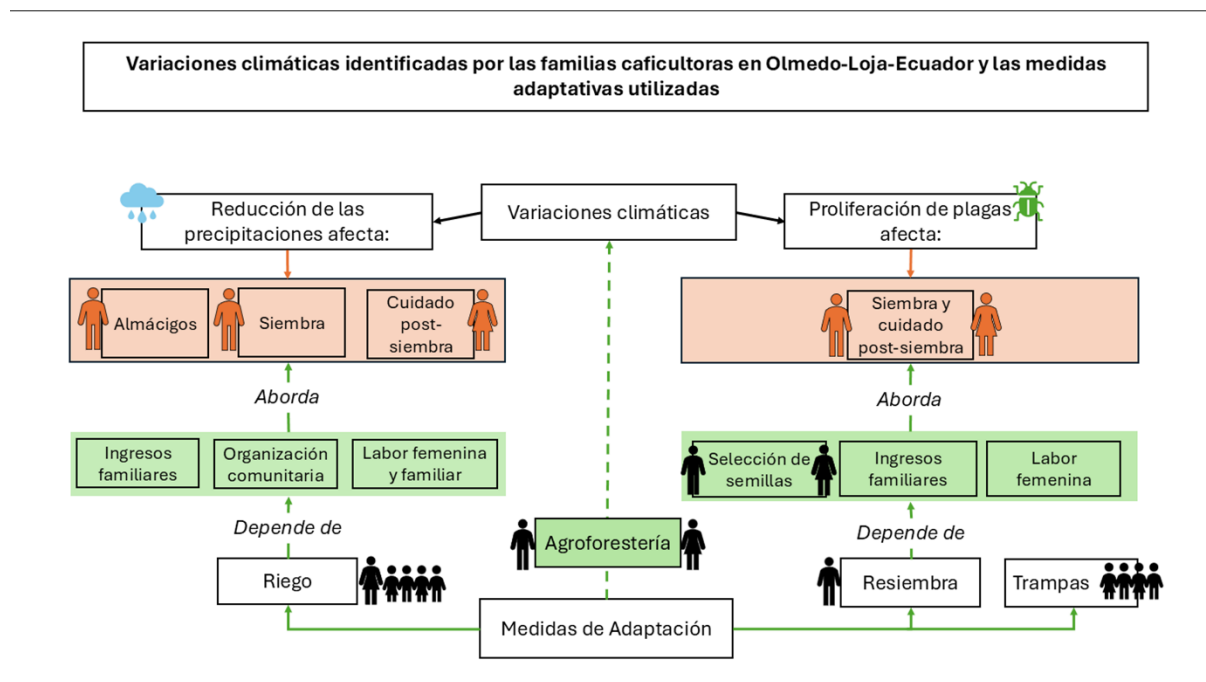 Variaciones climáticas identificadas por las familias caficultoras en Olmedo-Loja-Ecuador y las medidas
adaptativas utilizadas
Reducción de las
precipitaciones afecta:
Variaciones climáticas
Proliferación de plagas
afecta:
Almácigos
Siembra
Cuidado
post-
siembra
Siembra y
cuidado
post-siembra
Aborda
Aborda
Ingresos
familiares
Organización
comunitaria
Labor femenina
y familiar
Selección de
semillas
Ingresos
familiares
Labor
femenina
Depende de
Agroforestería
Depende de
Riego
Resiembra
Trampas
Medidas de Adaptación